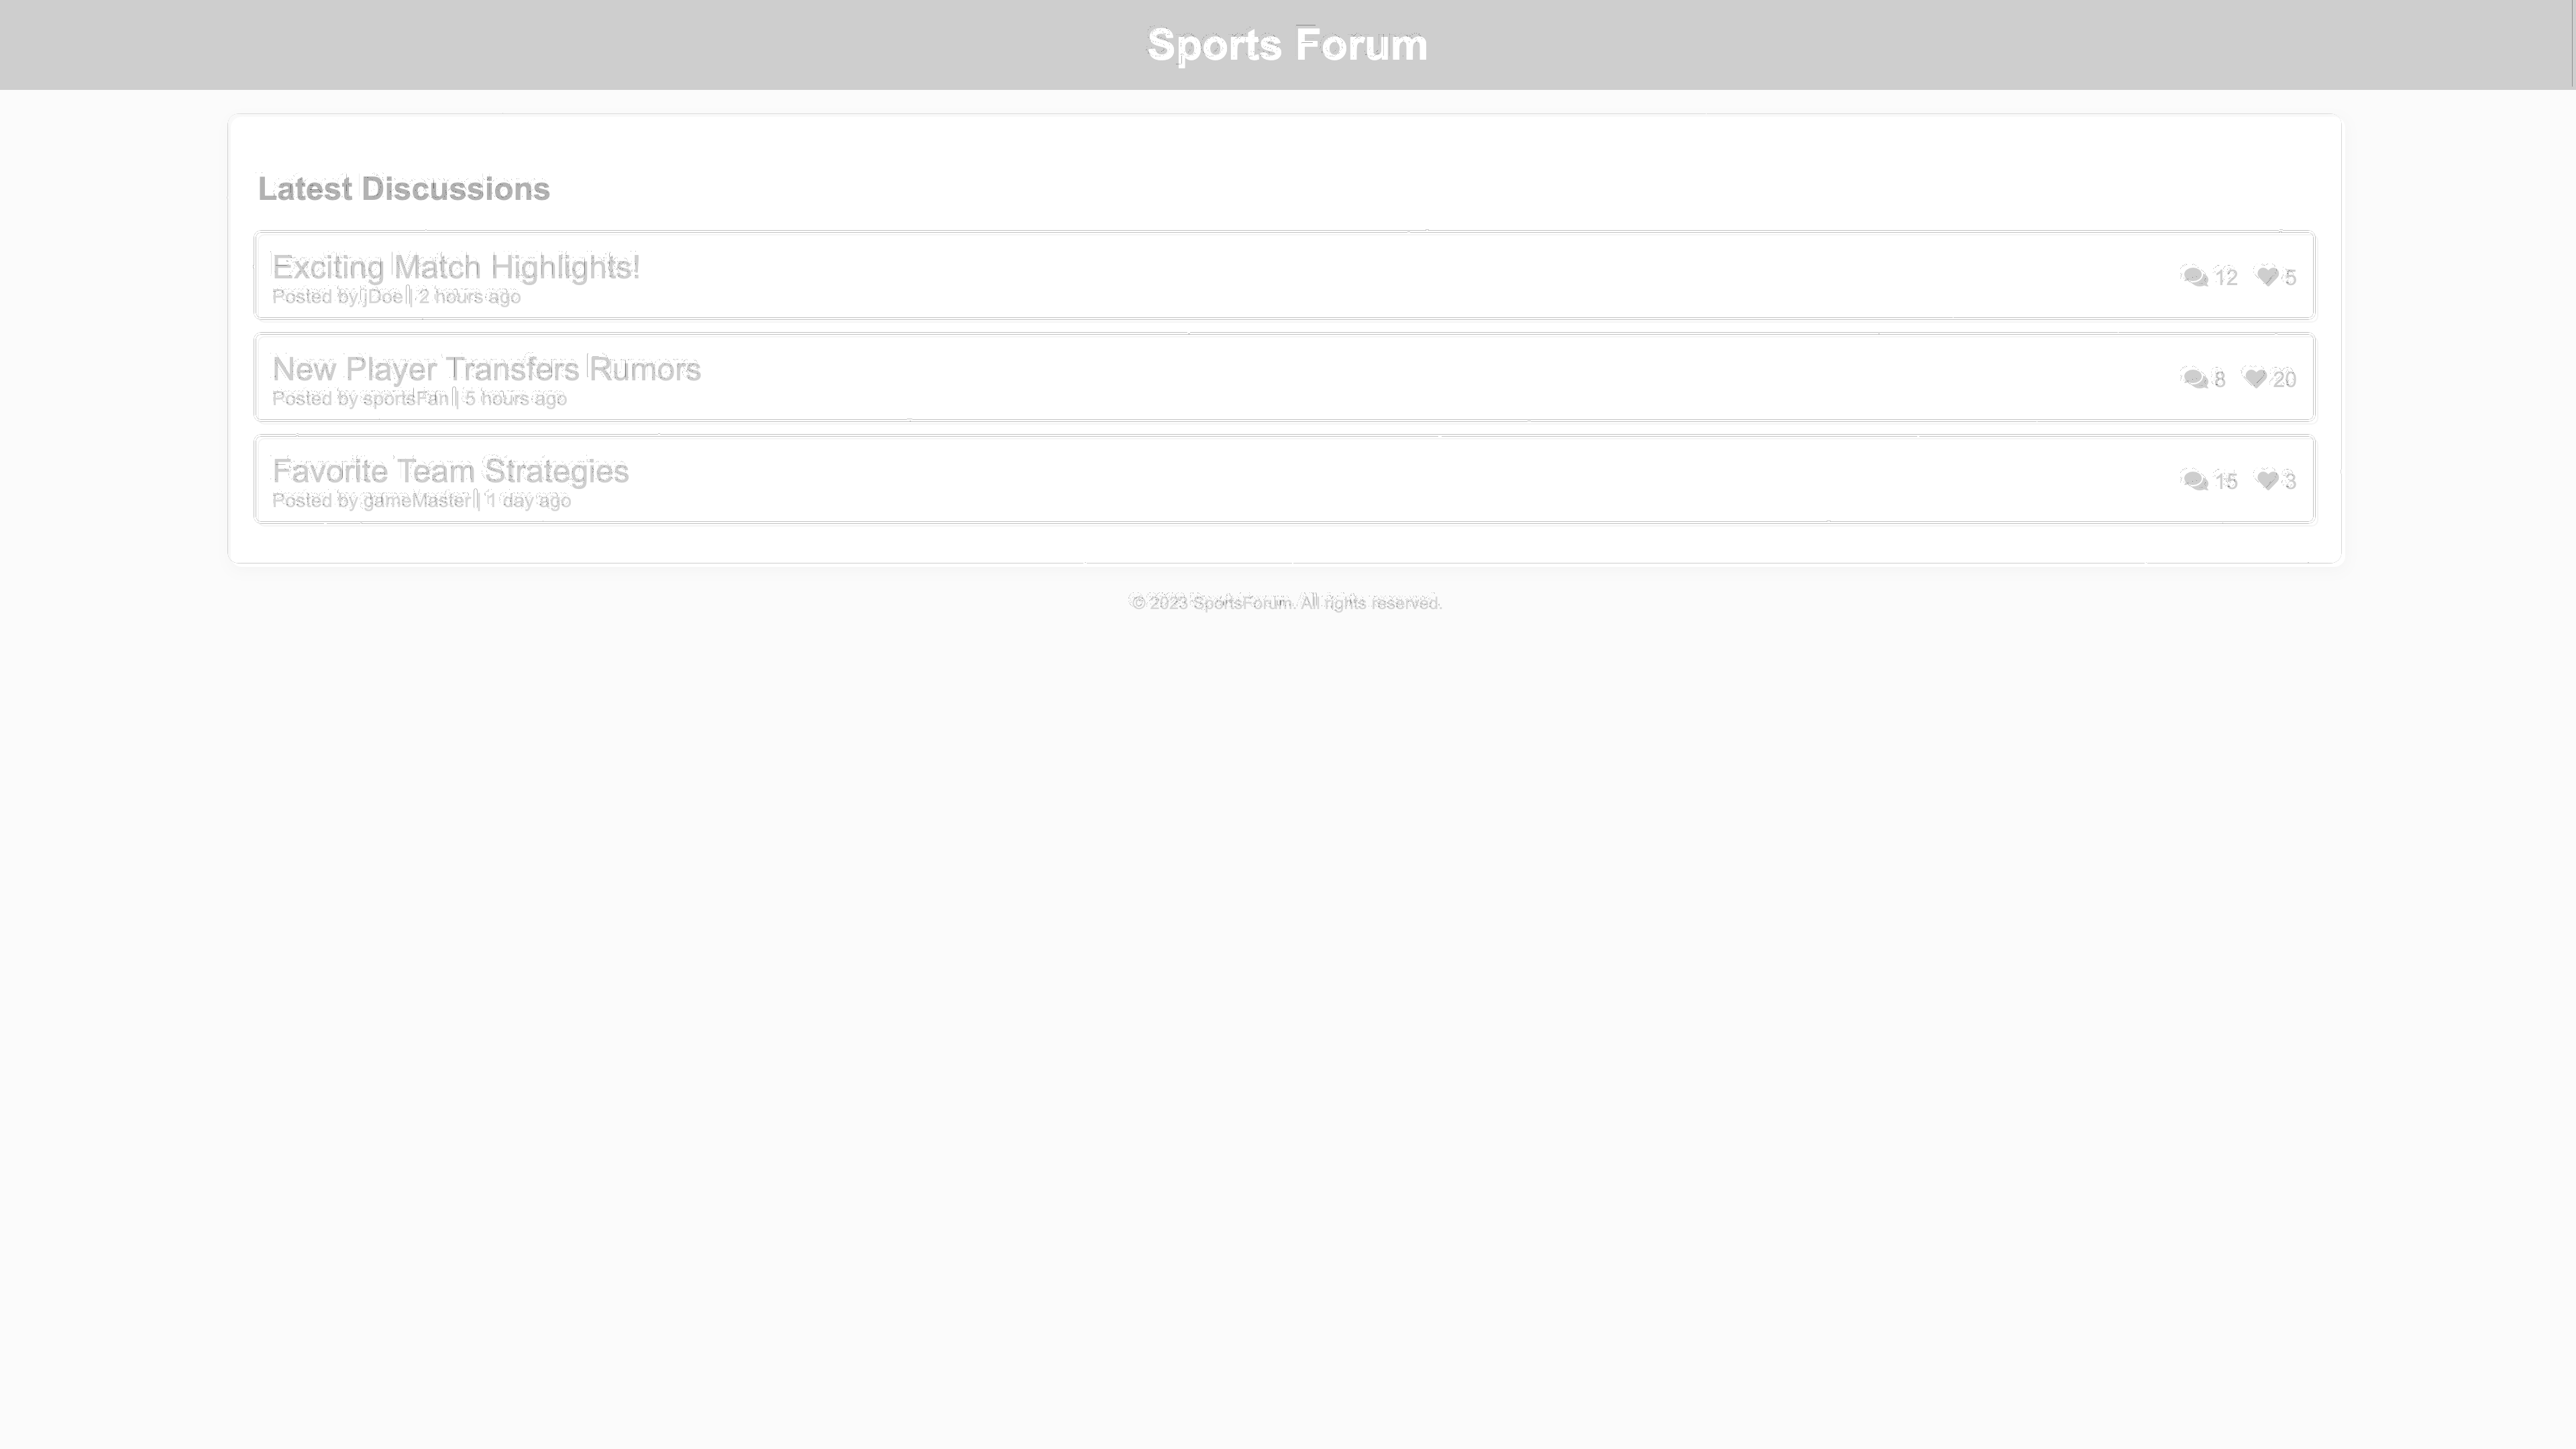 Sports Forum
Latest Discussions
Exciting Match Highlights!
Posted by jDoe | 2 hours ago
12 5
New Player Transfers Rumors
Posted by sportsFan | 5 hours ago
8 20
Favorite Team Strategies
Posted by gameMaster | 1 day ago
15 3
© 2023 SportsForum. All rights reserved.